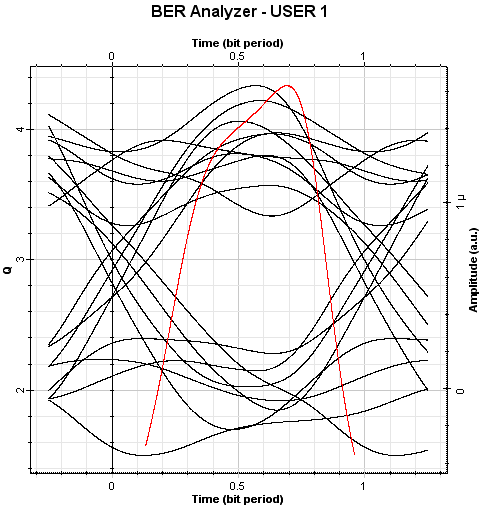 BER Analyzer - USER 1
Time (bit period)
0 0.5 1
4
1 µ
3
Q
Amplitude (a.u.)
2
0
0 0.5 1
Time (bit period)